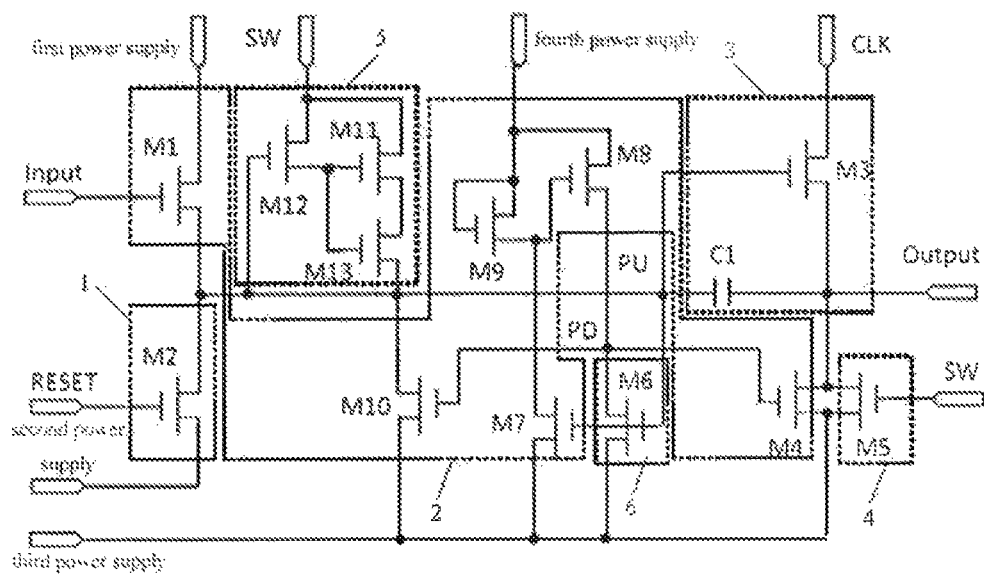 first power supply
SW
5
fourth power supply
3
CLK
M1
M11
M8
M3
Input
M12
M9
M13
PU
C1
Output
1
PD
M2
M6
RESET
M10
M7
SW
second power
M4
M5
supply
2
6
4
third power supply